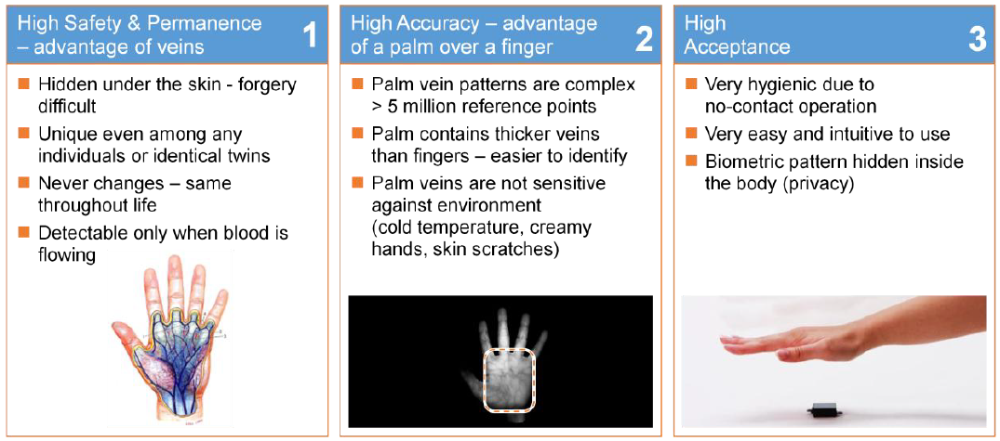 High Safety & Permanence
– advantage of veins
1
Hidden under the skin - forgery
difficult
Unique even among any
individuals or identical twins
Never changes – same
throughout life
Detectable only when blood is
flowing
High Accuracy – advantage
of a palm over a finger
2
Palm vein patterns are complex
> 5 million reference points
Palm contains thicker veins
than fingers – easier to identify
Palm veins are not sensitive
against environment
(cold temperature, creamy
hands, skin scratches)
High
Acceptance
3
Very hygienic due to
no-contact operation
Very easy and intuitive to use
Biometric pattern hidden inside
the body (privacy)